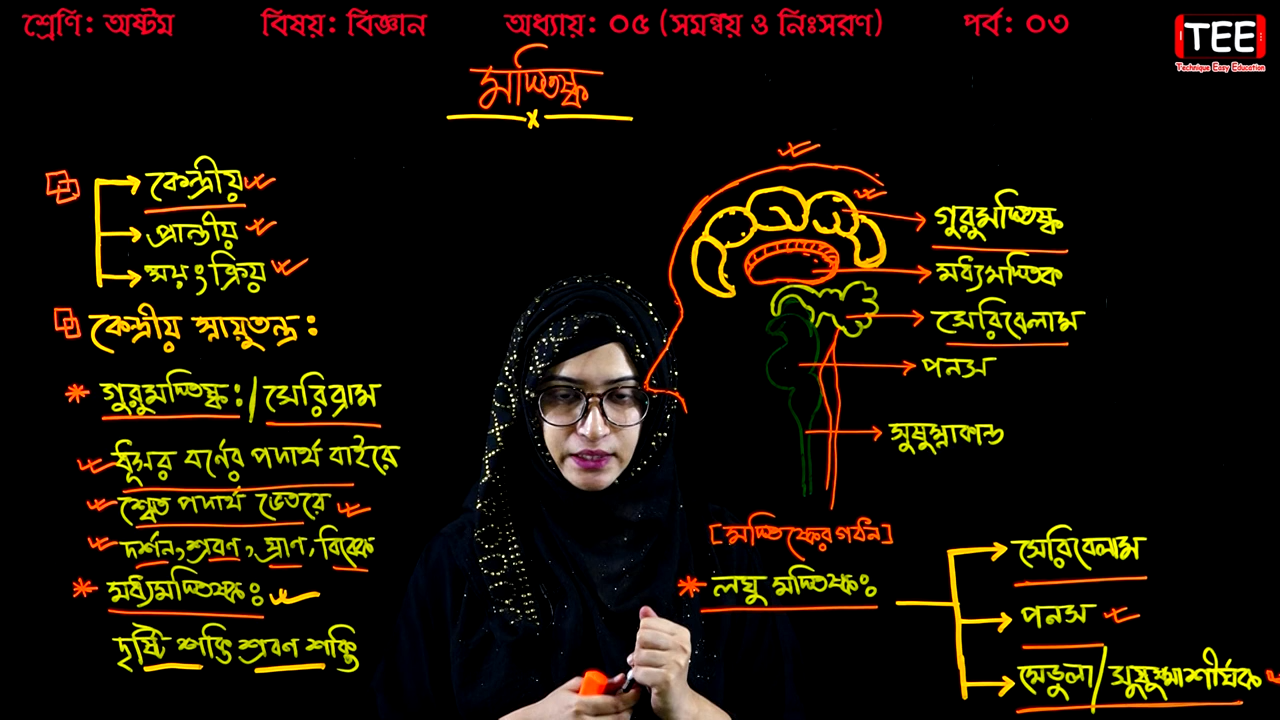 শ্রেণি: অষ্টম
বিষয়: বিজ্ঞান
অধ্যায়: ০৫ (সমন্বয় ও নিঃসরণ)
পর্ব: ০৩
TEE
Technique Easy Education
মস্তিষ্ক
কেন্দ্রীয়
প্রান্তীয়
স্বয়ংক্রিয়
কেন্দ্রীয় স্নায়ুতন্ত্র:
* গুরুমস্তিষ্ক:/সেরিব্রাম
ধূসর বর্ণের পদার্থ বাইরে
শ্বেত পদার্থ ভেতরে
দর্শন, শ্রবণ, ঘ্রাণ, বিবেক
* মধ্যমস্তিষ্ক:
দৃষ্টি শক্তি শ্রবণ শক্তি
গুরুমস্তিষ্ক
মধ্যমস্তিক
সেরিবেলাম
পনস
সুষুম্নাকান্ড
[মস্তিষ্কের গঠন]
* লঘু মস্তিষ্ক:
সেরিবেলাম
পনস
মেডুলা/সুষুম্নাশীর্ষক